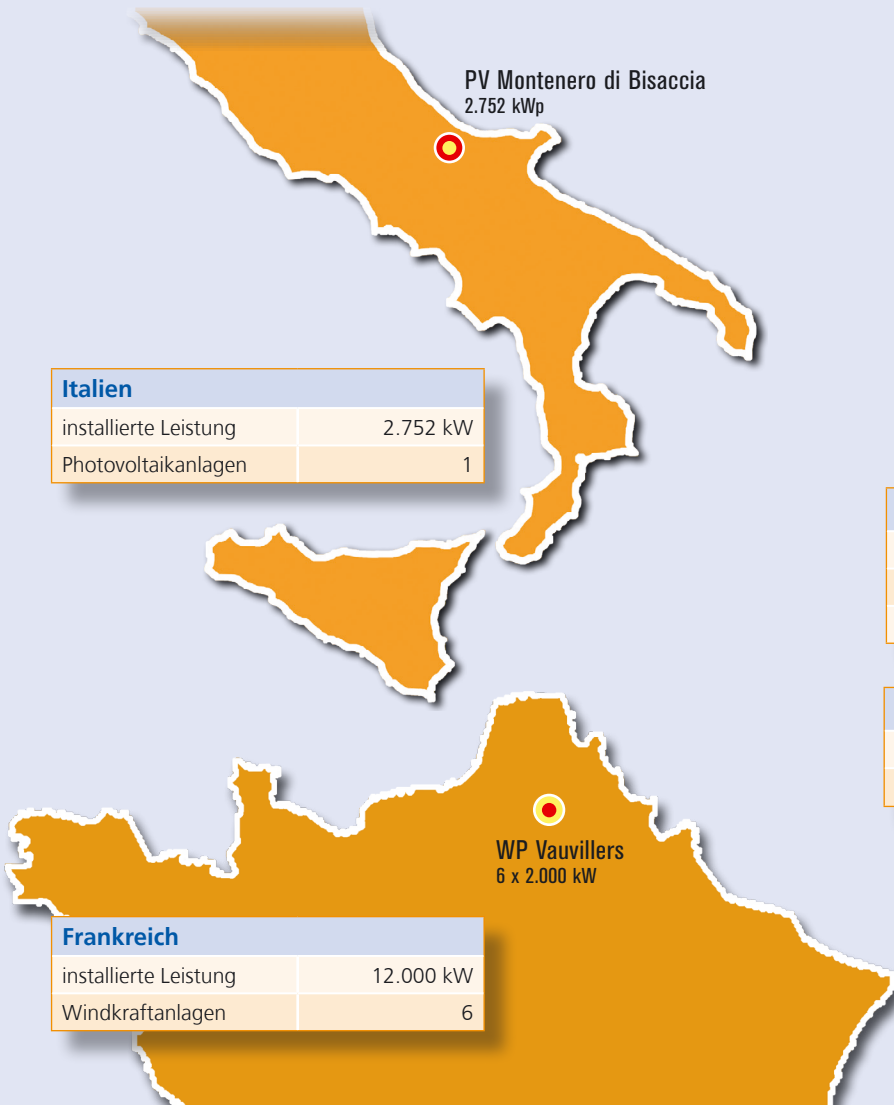 PV Montenero di Bisaccia
2.752 kWp
Italien
installierte Leistung 2.752 kW
Photovoltaikanlagen 1
WP Vauvillers
6 x 2.000 kW
Frankreich
installierte Leistung 12.000 kW
Windkraftanlagen 6